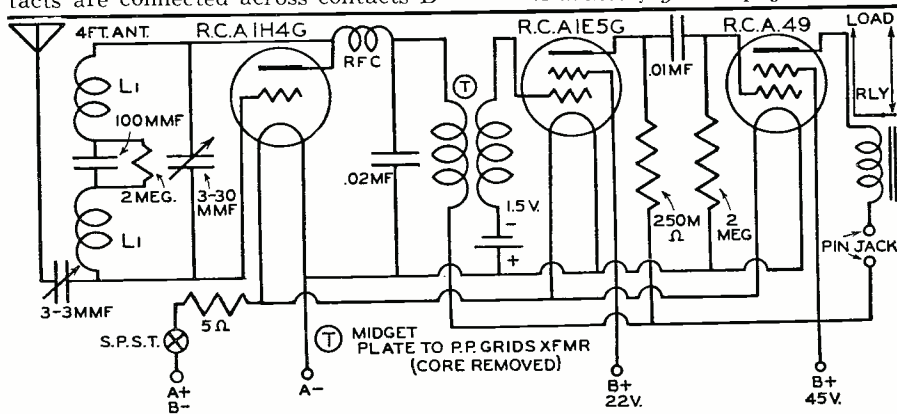 tacts are connected across contacts B
4FT. ANT.
R.C.A 1H4G
RFC
R.C.A 1E5G
.01MF
R.C.A. 49
LOAD
L1
T
RLY
100MMF
2 MEG.
3-30 MMF
.02MF
1.5V.
-
+
250M Ω
2 MEG
L1
PIN JACK
3-3MMF
5Ω
S.P.S.T.
T MIDGET
PLATE TO P.P. GRIDS XFMR
(CORE REMOVED)
A+
B-
A-
B+
22V.
B+
45V.